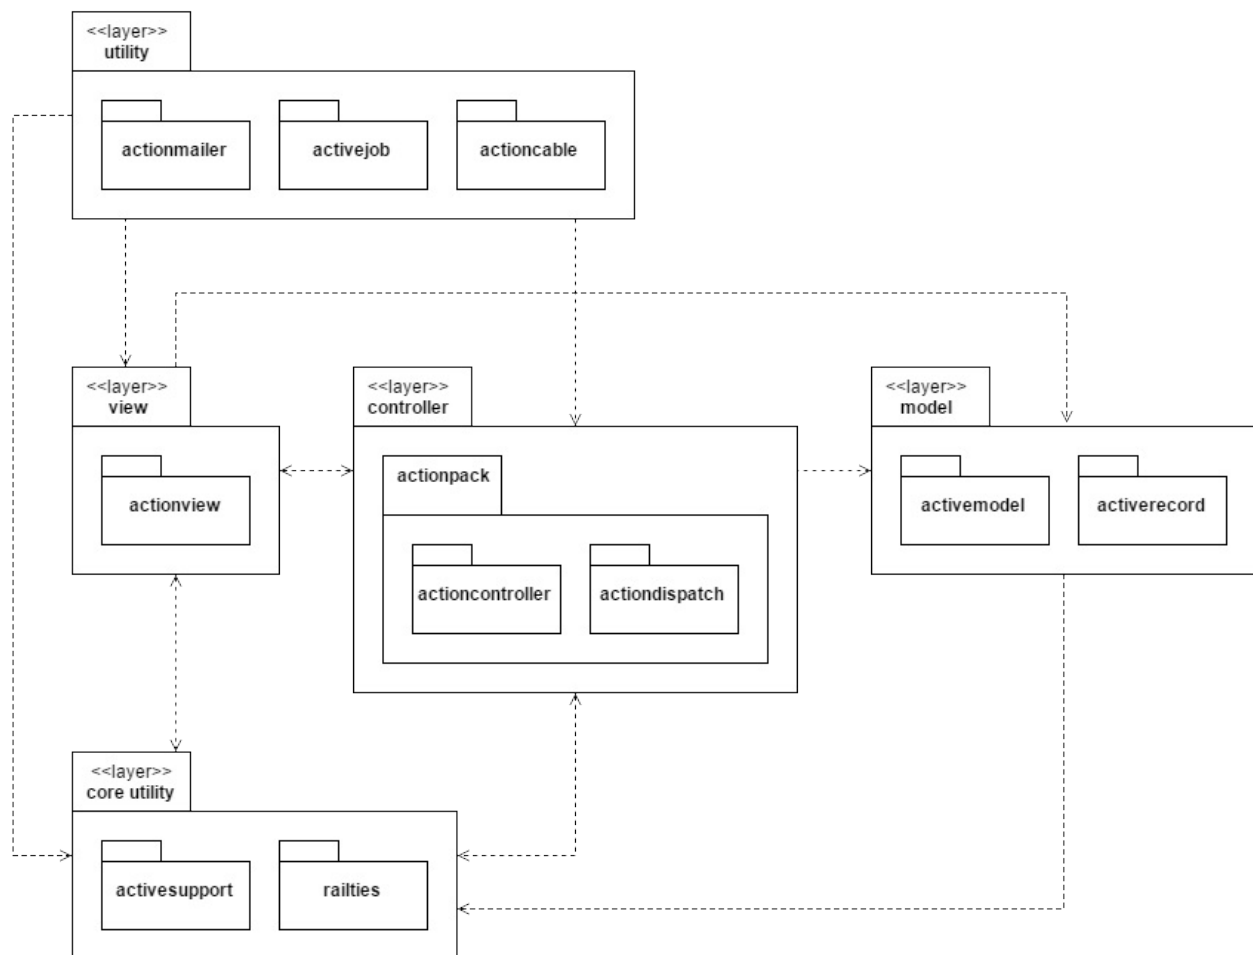 <<layer>>
utility
actionmailer
activejob
actioncable
<<layer>>
view
actionview
<<layer>>
controller
actionpack
actioncontroller
actiondispatch
<<layer>>
model
activemodel
activerecord
<<layer>>
core utility
activesupport
railties